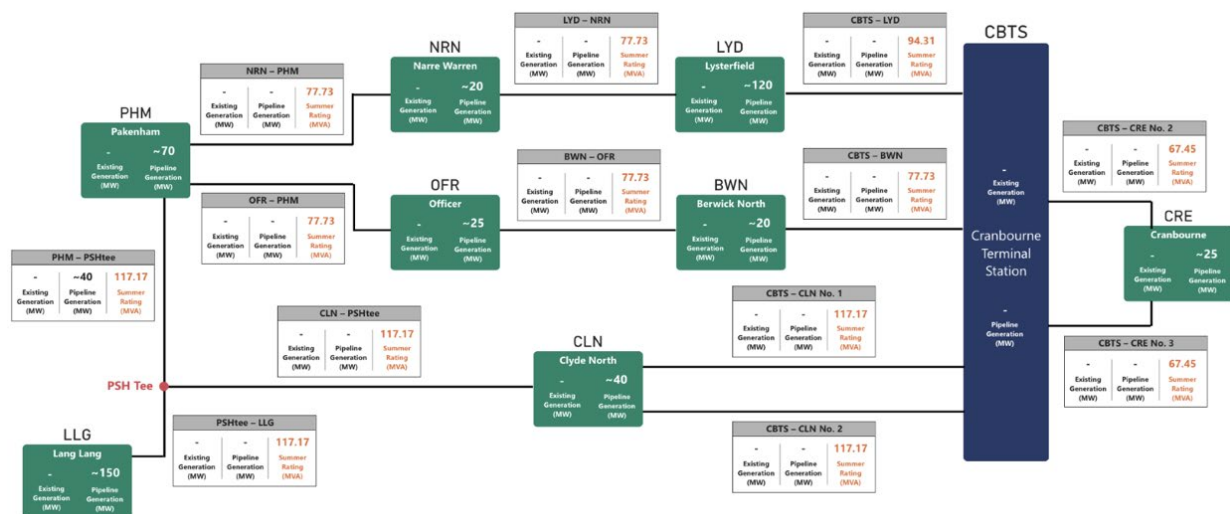 LYD – NRN
- - 77.73
Existing Generation (MW) Pipeline Generation (MW) Summer Rating (MVA)
CBTS – LYD
- - 94.31
Existing Generation (MW) Pipeline Generation (MW) Summer Rating (MVA)
CBTS
NRN
Narre Warren
- ~20
Existing Generation (MW) Pipeline Generation (MW)
LYD
Lysterfield
- ~120
Existing Generation (MW) Pipeline Generation (MW)
NRN – PHM
- - 77.73
Existing Generation (MW) Pipeline Generation (MW) Summer Rating (MVA)
PHM
Pakenham
- ~70
Existing Generation (MW) Pipeline Generation (MW)
CBTS – CRE No. 2
- - 67.45
Existing Generation (MW) Pipeline Generation (MW) Summer Rating (MVA)
BWN – OFR
- - 77.73
Existing Generation (MW) Pipeline Generation (MW) Summer Rating (MVA)
CBTS – BWN
- - 77.73
Existing Generation (MW) Pipeline Generation (MW) Summer Rating (MVA)
OFR – PHM
- - 77.73
Existing Generation (MW) Pipeline Generation (MW) Summer Rating (MVA)
OFR
Officer
- ~25
Existing Generation (MW) Pipeline Generation (MW)
BWN
Berwick North
- ~20
Existing Generation (MW) Pipeline Generation (MW)
-
Existing Generation (MW)
Cranbourne
Terminal
Station
-
Pipeline Generation (MW)
CRE
Cranbourne
- ~25
Existing Generation (MW) Pipeline Generation (MW)
PHM – PSHtee
- ~40 117.17
Existing Generation (MW) Pipeline Generation (MW) Summer Rating (MVA)
CLN – PSHtee
- - 117.17
Existing Generation (MW) Pipeline Generation (MW) Summer Rating (MVA)
CBTS – CLN No. 1
- - 117.17
Existing Generation (MW) Pipeline Generation (MW) Summer Rating (MVA)
CLN
Clyde North
- ~40
Existing Generation (MW) Pipeline Generation (MW)
CBTS – CRE No. 3
- - 67.45
Existing Generation (MW) Pipeline Generation (MW) Summer Rating (MVA)
PSH Tee
PSHtee – LLG
- - 117.17
Existing Generation (MW) Pipeline Generation (MW) Summer Rating (MVA)
CBTS – CLN No. 2
- - 117.17
Existing Generation (MW) Pipeline Generation (MW) Summer Rating (MVA)
LLG
Lang Lang
- ~150
Existing Generation (MW) Pipeline Generation (MW)